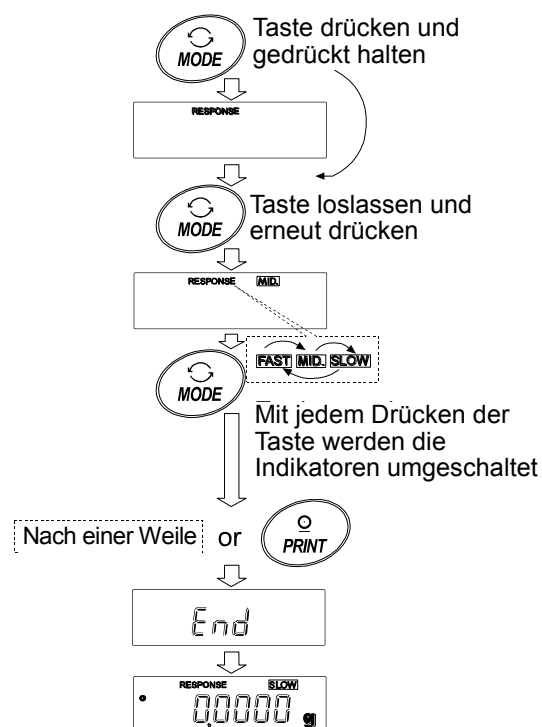 Taste drücken und
MODE
gedrückt halten
RESPONSE
Taste loslassen und
MODE
erneut drücken
RESPONSE MID.
FAST MID. SLOW
MODE
Mit jedem Drücken der
Taste werden die
Indikatoren umgeschaltet
Nach einer Weile or PRINT
End
RESPONSE SLOW
0,0000 g